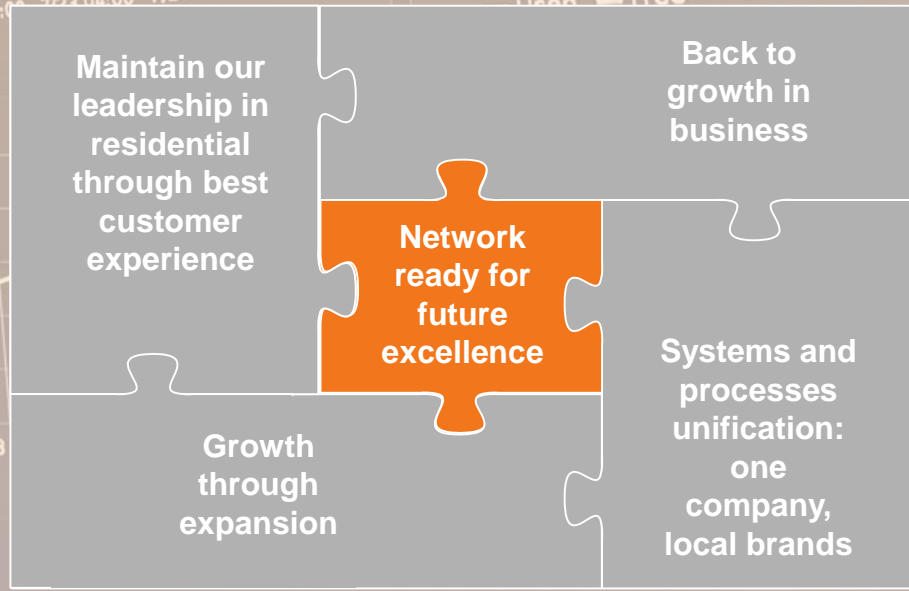 Maintain our
leadership in
residential
through best
customer
experience
Back to
growth in
business
Network
ready for
future
excellence
Growth
through
expansion
Systems and
processes
unification:
one
company,
local brands